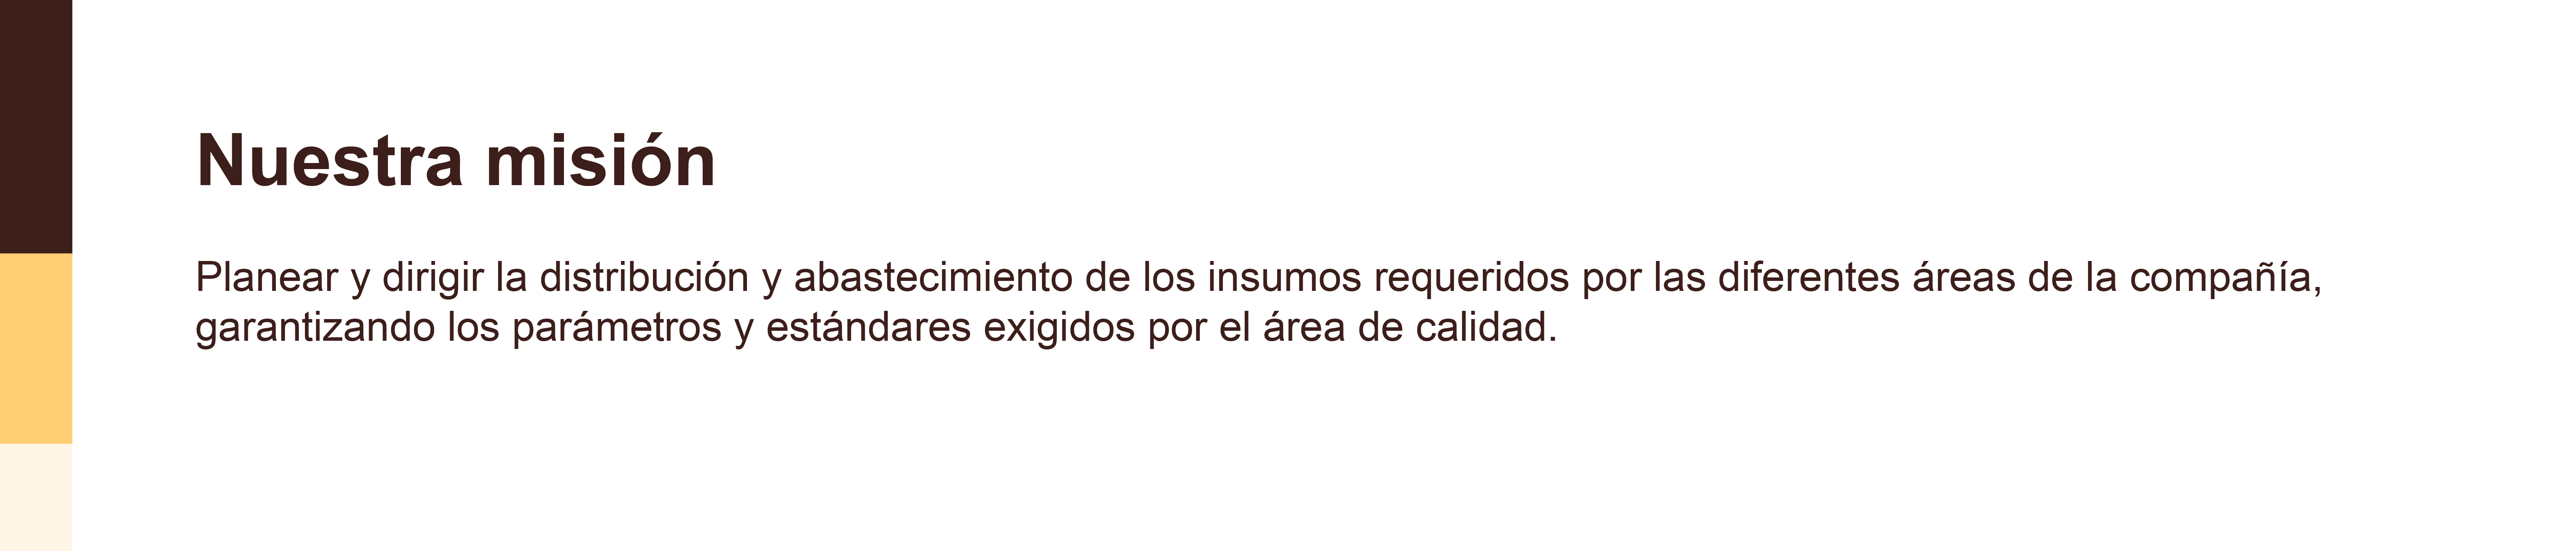 Nuestra misión
Planear y dirigir la distribución y abastecimiento de los insumos requeridos por las diferentes áreas de la compañía,
garantizando los parámetros y estándares exigidos por el área de calidad.